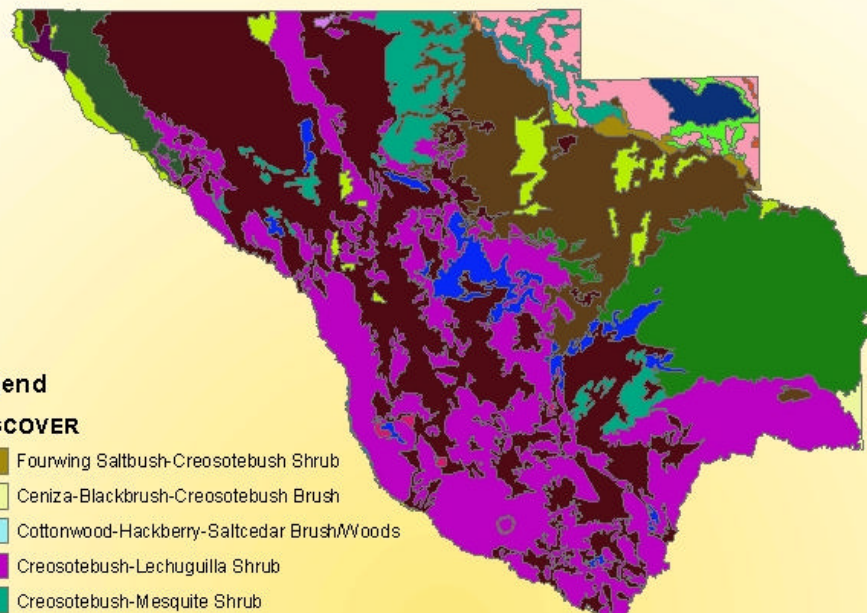 end
COVER
Fourwing Saltbush-Creosotebush Shrub
Ceniza-Blackbrush-Creosotebush Brush
Cottonwood-Hackberry-Saltcedar Brush/Woods
Creosotebush-Lechuguilla Shrub
Creosotebush-Mesquite Shrub